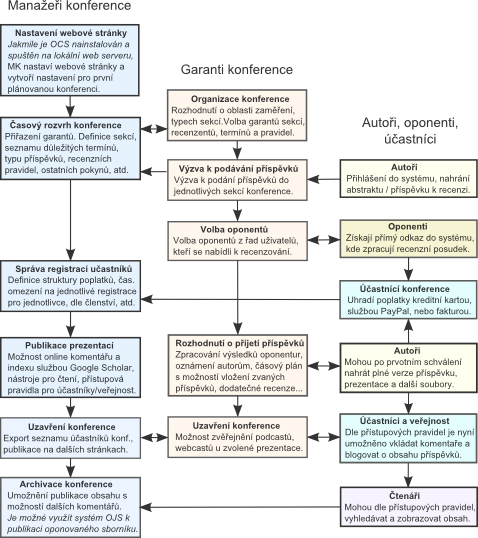 Manažeři konference
Nastavení webové stránky
Jakmile je OCS nainstalován a
spuštěn na lokální web serveru,
MK nastaví webové stránky a
vytvoří nastavení pro první
plánovanou konferenci.
Časový rozvrh konference
Přiřazení garantů. Definice sekcí,
seznamu důležitých termínů,
typu příspěvků, recenzních
pravidel, ostatních pokynů, atd.
Správa registrací učastníků
Definice struktury poplatků, čas.
omezení na jednotlivé registrace
pro jednotlivce, dle členství, atd.
Publikace prezentací
Možnost online komentářu a
indexu službou Google Scholar,
nástroje pro čtení, přístupová
pravidla pro účastníky/veřejnost.
Uzavření konference
Export seznamu účastníků konf.,
publikace na dalších stránkach.
Archivace konference
Umožnění publikace obsahu s
možností dalších komentářů.
Je možné využít systém OJS k
publikaci oponovaného sborníku.
Garanti konference
Organizace konference
Rozhodnutí o oblasti zaměření,
typech sekcí.Volba garantů sekcí,
recenzentů, termínů a pravidel.
Výzva k podávání příspěvků
Výzva k podání příspěvků do
jednotlivých sekcí konference.
Volba oponentů
Volba oponentů z řad uživatelů,
kteří se nabídli k recenzování.
Rozhodnutí o přijetí příspěvků
Zpracování výsledků oponentur,
oznámení autorům, časový plán
s možností vložení zvaných
příspěvků, dodatečné recenze...
Uzavření konference
Možnost zvěřejnění podcastů,
webcastů u zvolené prezentace.
Autoři, oponenti,
účastníci
Autoři
Přihlášení do systému, nahrání
abstraktu / příspěvku k recenzi.
Oponenti
Získají přímý odkaz do systému,
kde zpracují recenzní posudek.
Účastníci konference
Uhradí poplatky kreditní kartou,
službou PayPal, nebo fakturou.
Autoři
Mohou po prvotním schválení
nahrát plné verze příspěvku,
prezentace a další soubory.
Účastníci a veřejnost
Dle přístupových pravidel je nyní
umožněno vkládat komentaře a
blogovat o obsahu příspěvků.
Čtenáři
Mohou dle přístupových pravidel,
vyhledávat a zobrazovat obsah.